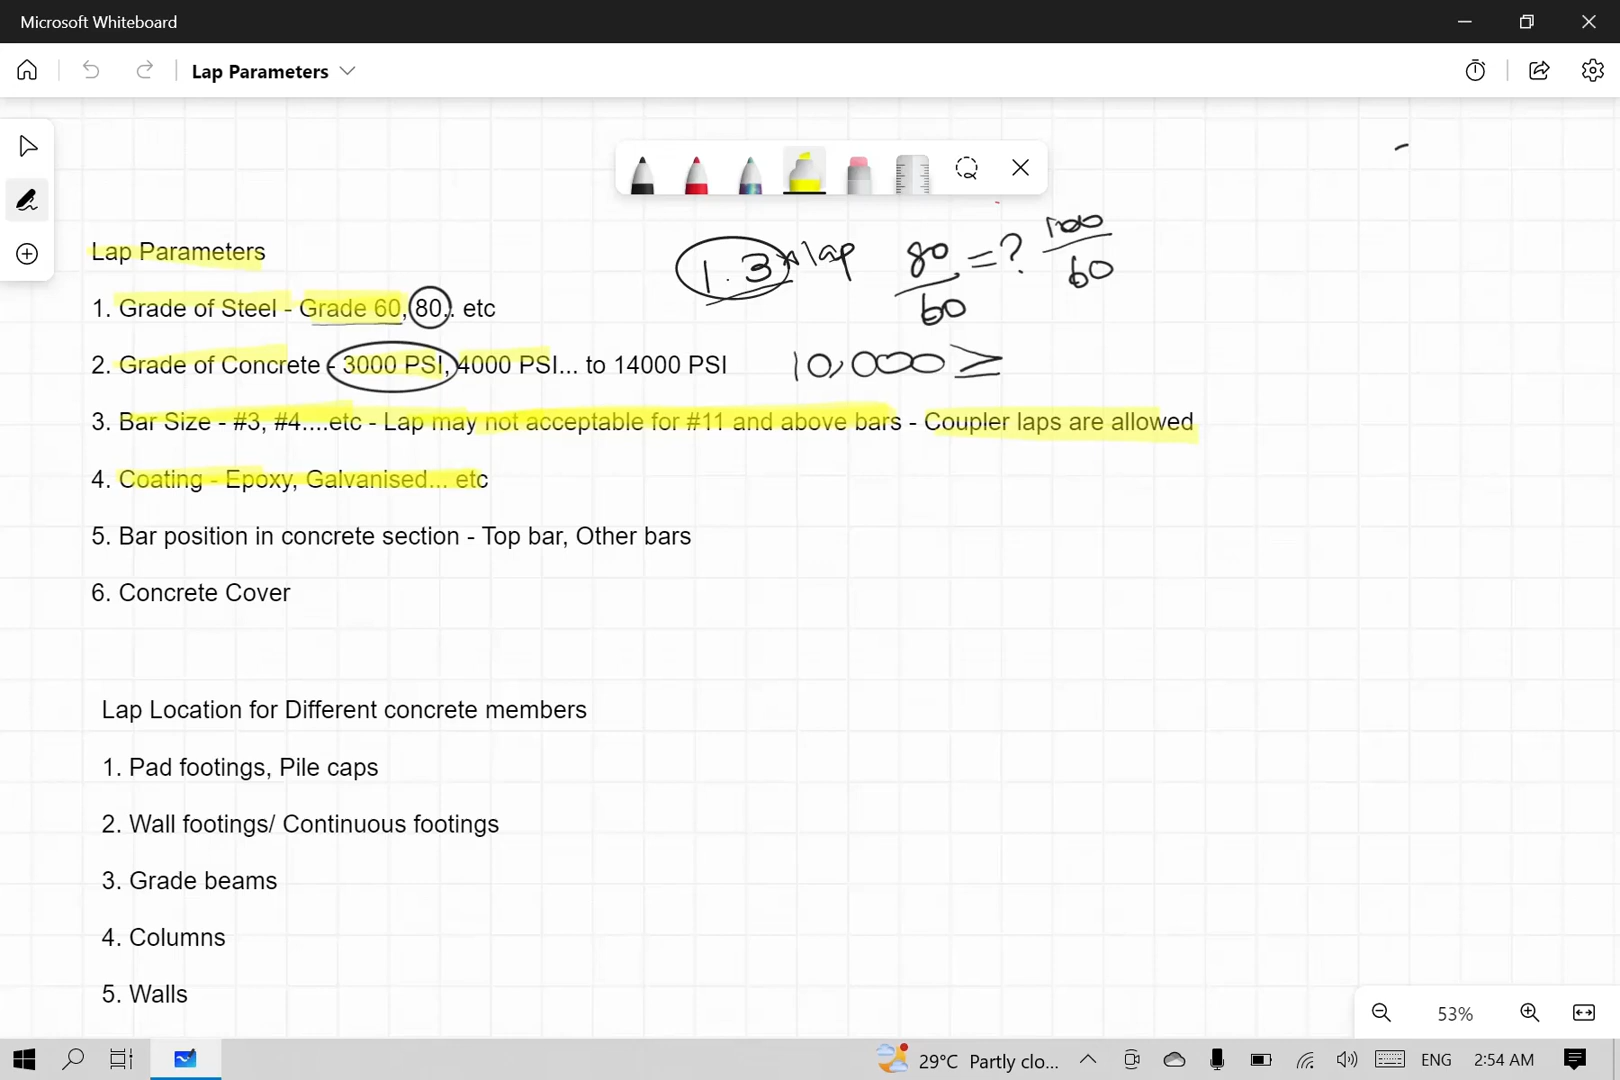 Microsoft Whiteboard
Lap Parameters
Lap Parameters
1.3 * lap 80/60 = ? 100/60
1. Grade of Steel - Grade 60, 80.. etc
2. Grade of Concrete - 3000 PSI, 4000 PSI... to 14000 PSI 10,000 ≥
3. Bar Size - #3, #4....etc - Lap may not acceptable for #11 and above bars - Coupler laps are allowed
4. Coating - Epoxy, Galvanised... etc
5. Bar position in concrete section - Top bar, Other bars
6. Concrete Cover
Lap Location for Different concrete members
1. Pad footings, Pile caps
2. Wall footings/ Continuous footings
3. Grade beams
4. Columns
5. Walls
53%
29°C Partly clo... ENG 2:54 AM